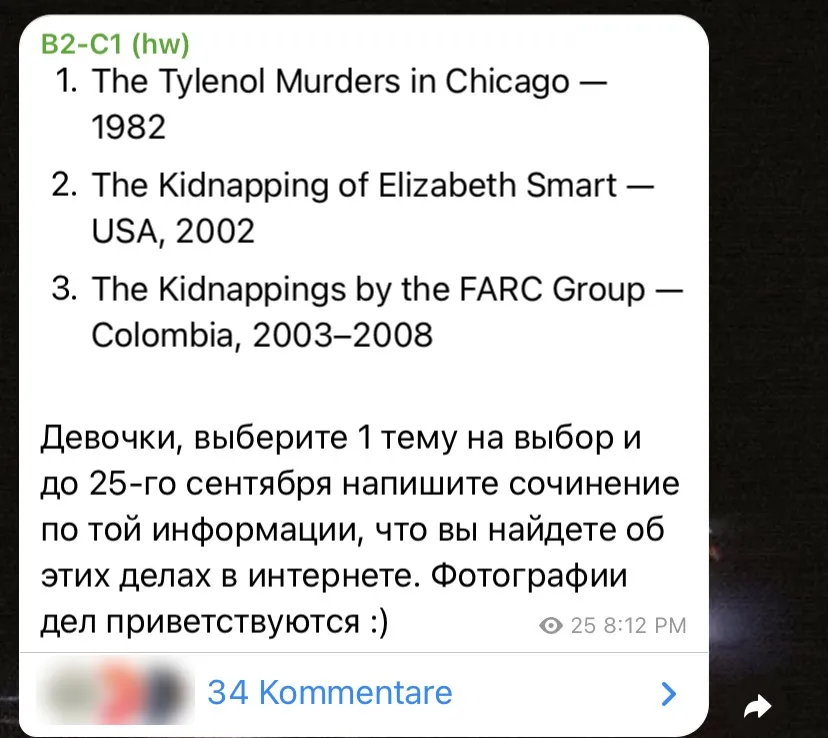 B2-C1 (hw)
1. The Tylenol Murders in Chicago —
1982
2. The Kidnapping of Elizabeth Smart —
USA, 2002
3. The Kidnappings by the FARC Group —
Colombia, 2003–2008
Девочки, выберите 1 тему на выбор и
до 25-го сентября напишите сочинение
по той информации, что вы найдете об
этих делах в интернете. Фотографии
дел приветствуются :)
25 8:12 PM
34 Kommentare